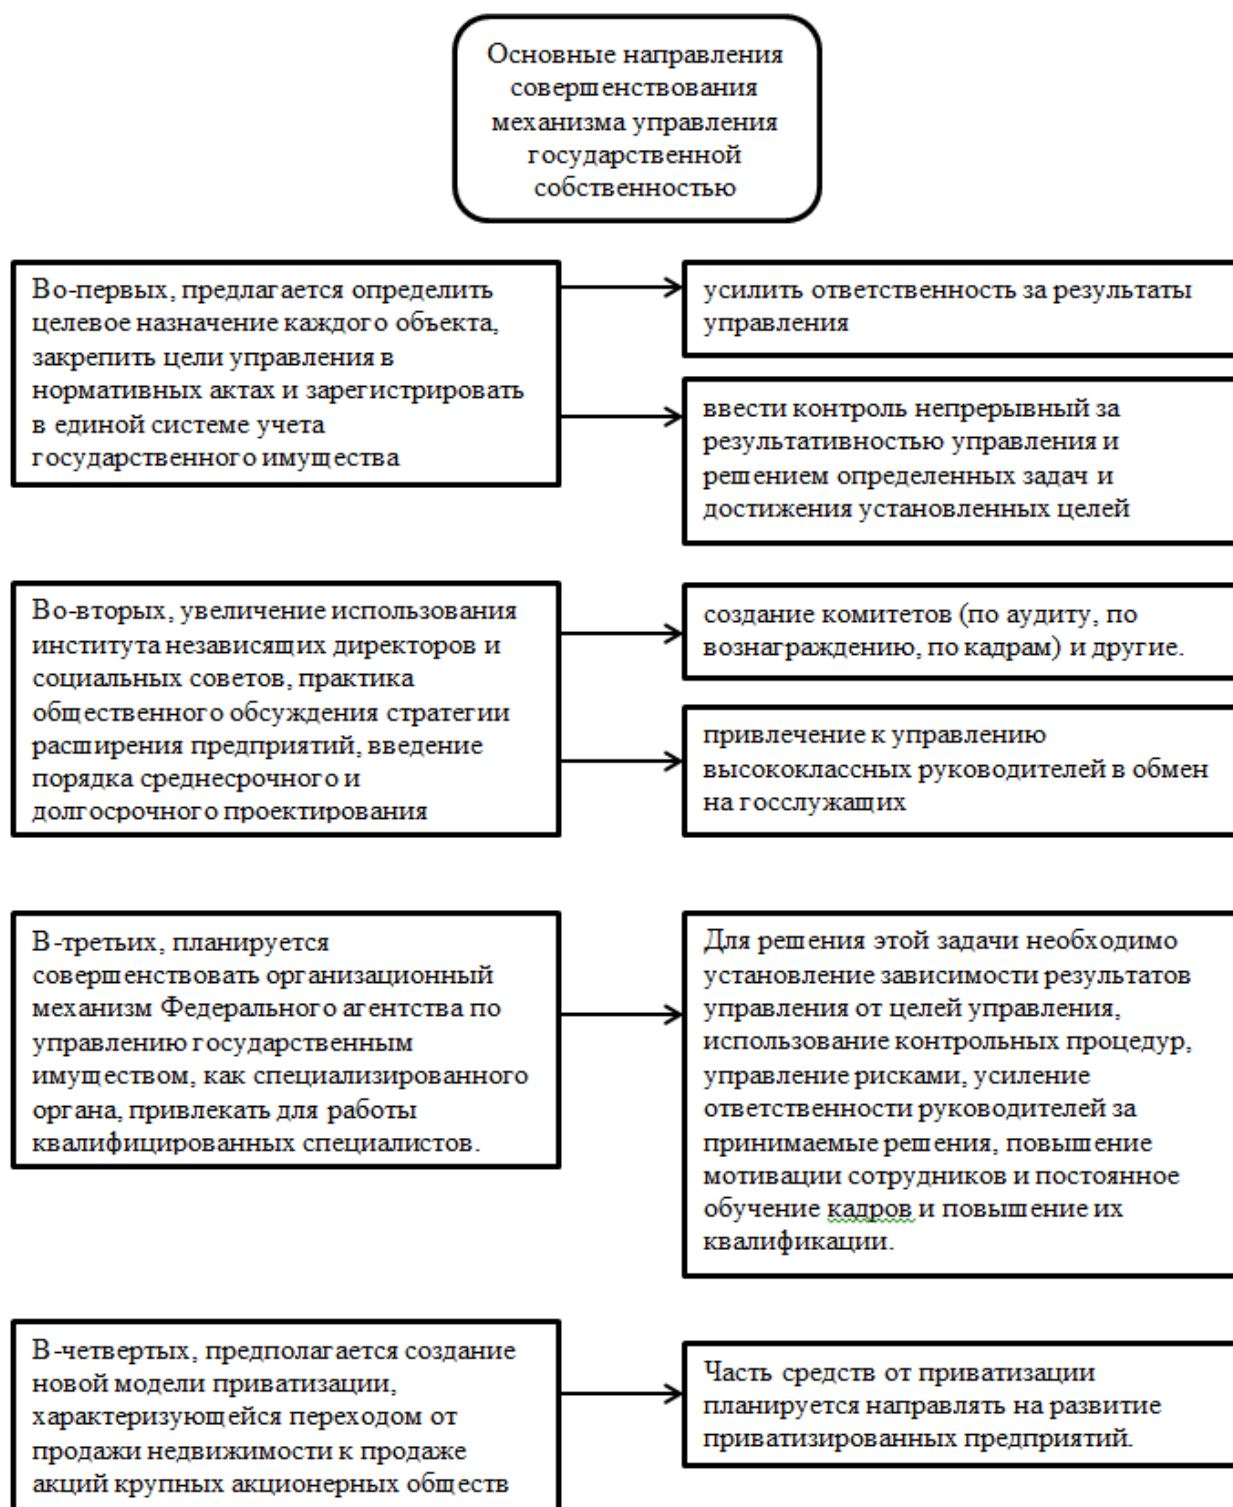 Основные направления
совершенствования
механизма управления
государственной
собственностью
Во-первых, предлагается определить
целевое назначение каждого объекта,
закрепить цели управления в
нормативных актах и зарегистрировать
в единой системе учета
государственного имущества
усилить ответственность за результаты
управления
ввести контроль непрерывный за
результативностью управления и
решением определенных задач и
достижения установленных целей
Во-вторых, увеличение использования
института независящих директоров и
социальных советов, практика
общественного обсуждения стратегии
расширения предприятий, введение
порядка среднесрочного и
долгосрочного проектирования
создание комитетов (по аудиту, по
вознаграждению, по кадрам) и другие.
привлечение к управлению
высококлассных руководителей в обмен
на госслужащих
В-третьих, планируется
совершенствовать организационный
механизм Федерального агентства по
управлению государственным
имуществом, как специализированного
органа, привлекать для работы
квалифицированных специалистов.
Для решения этой задачи необходимо
установление зависимости результатов
управления от целей управления,
использование контрольных процедур,
управление рисками, усиление
ответственности руководителей за
принимаемые решения, повышение
мотивации сотрудников и постоянное
обучение кадров и повышение их
квалификации.
В-четвертых, предполагается создание
новой модели приватизации,
характеризующейся переходом от
продажи недвижимости к продаже
акций крупных акционерных обществ
Часть средств от приватизации
планируется направлять на развитие
приватизированных предприятий.